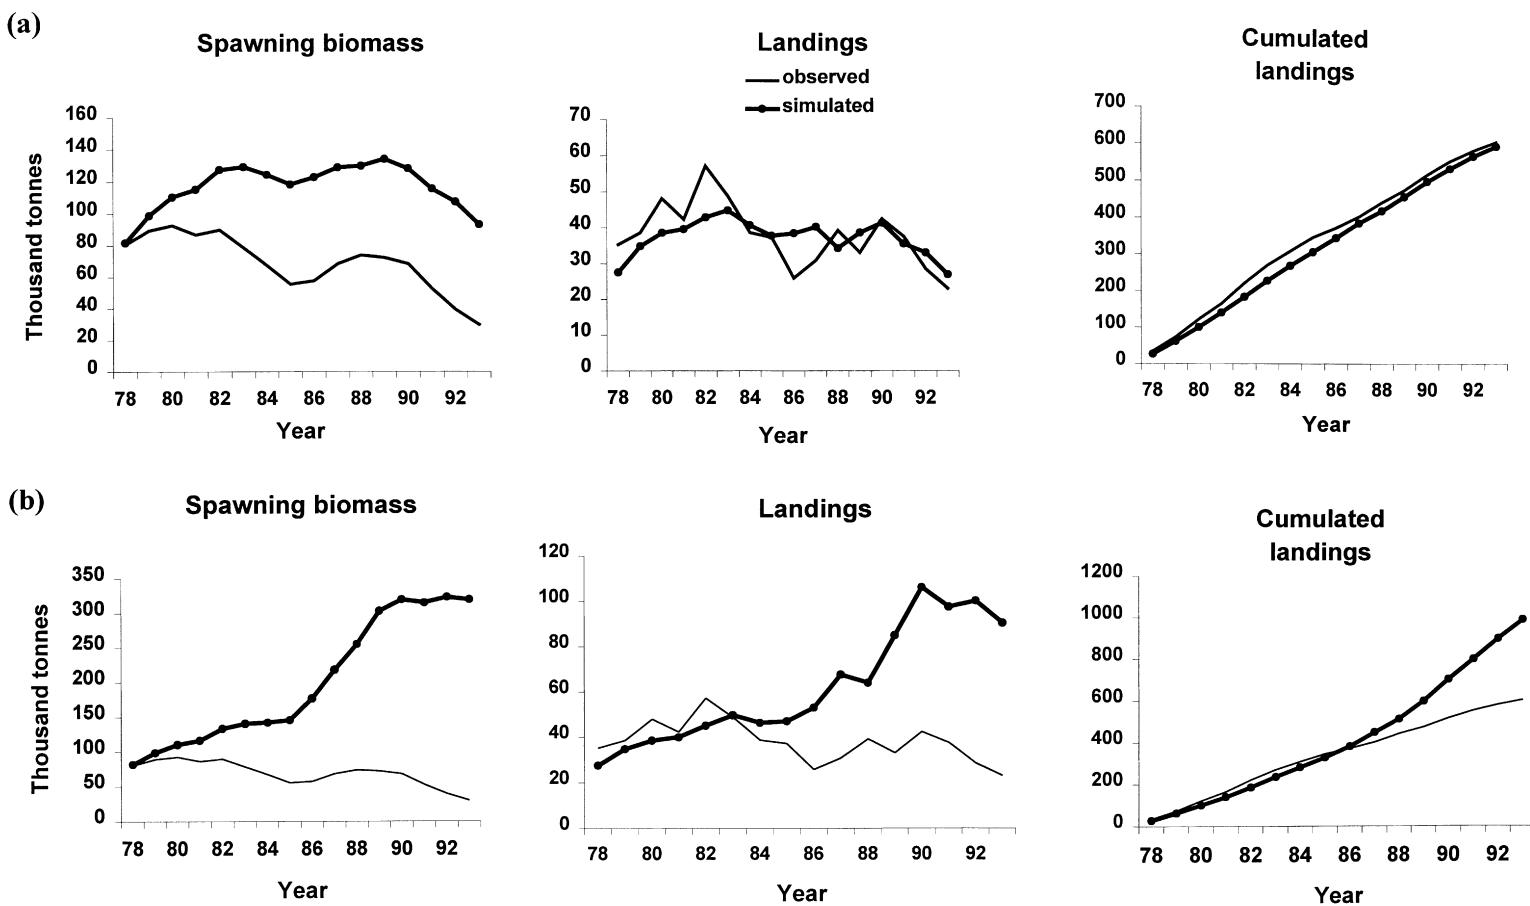 (a)
Spawning biomass
Thousand tonnes
160
140
120
100
80
60
40
20
0
78 80 82 84 86 88 90 92
Year
Landings
observed
simulated
70
60
50
40
30
20
10
0
78 80 82 84 86 88 90 92
Year
Cumulated
landings
700
600
500
400
300
200
100
0
78 80 82 84 86 88 90 92
Year
(b)
Spawning biomass
Thousand tonnes
350
300
250
200
150
100
50
0
78 80 82 84 86 88 90 92
Year
Landings
120
100
80
60
40
20
0
78 80 82 84 86 88 90 92
Year
Cumulated
landings
1200
1000
800
600
400
200
0
78 80 82 84 86 88 90 92
Year